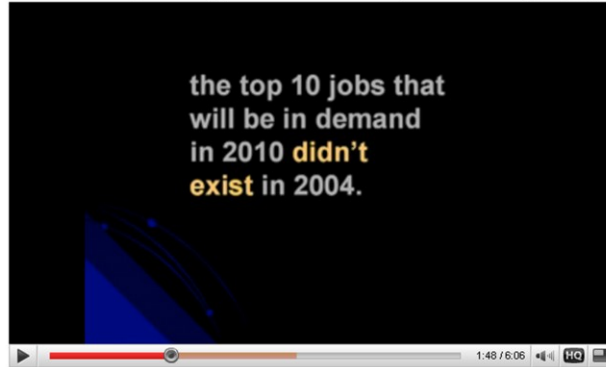 the top 10 jobs that
will be in demand
in 2010 didn't
exist in 2004.
1:48 / 6:06 HQ